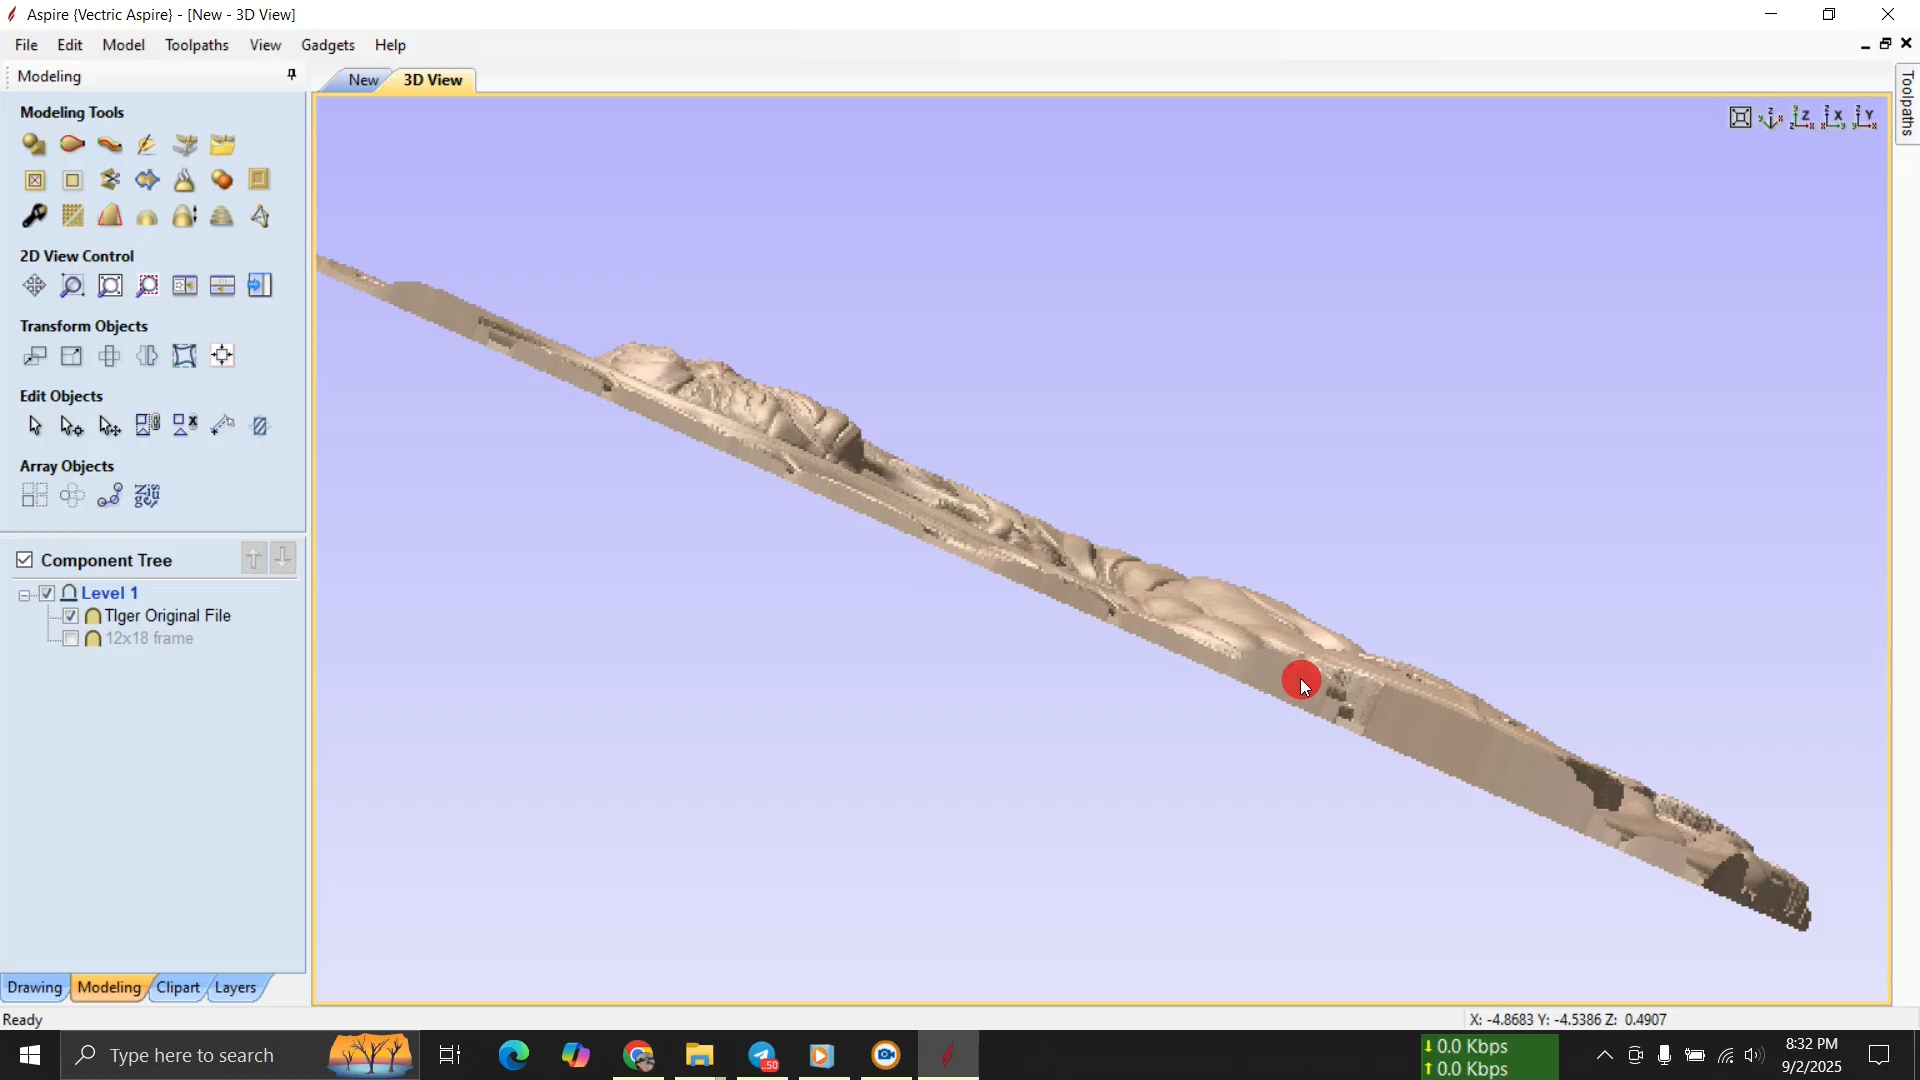 Aspire {Vectric Aspire} - [New - 3D View]
File Edit Model Toolpaths View Gadgets Help
Modeling
New
3D View
Toolpaths
Modeling Tools
2D View Control
Transform Objects
Edit Objects
Array Objects
Component Tree
Level 1
TIger Original File
12x18 frame
Drawing Modeling Clipart Layers
Ready
X: -4.8683 Y: -4.5386 Z: 0.4907
Type here to search
.50
0.0 Kbps
0.0 Kbps
8:32 PM
9/2/2025